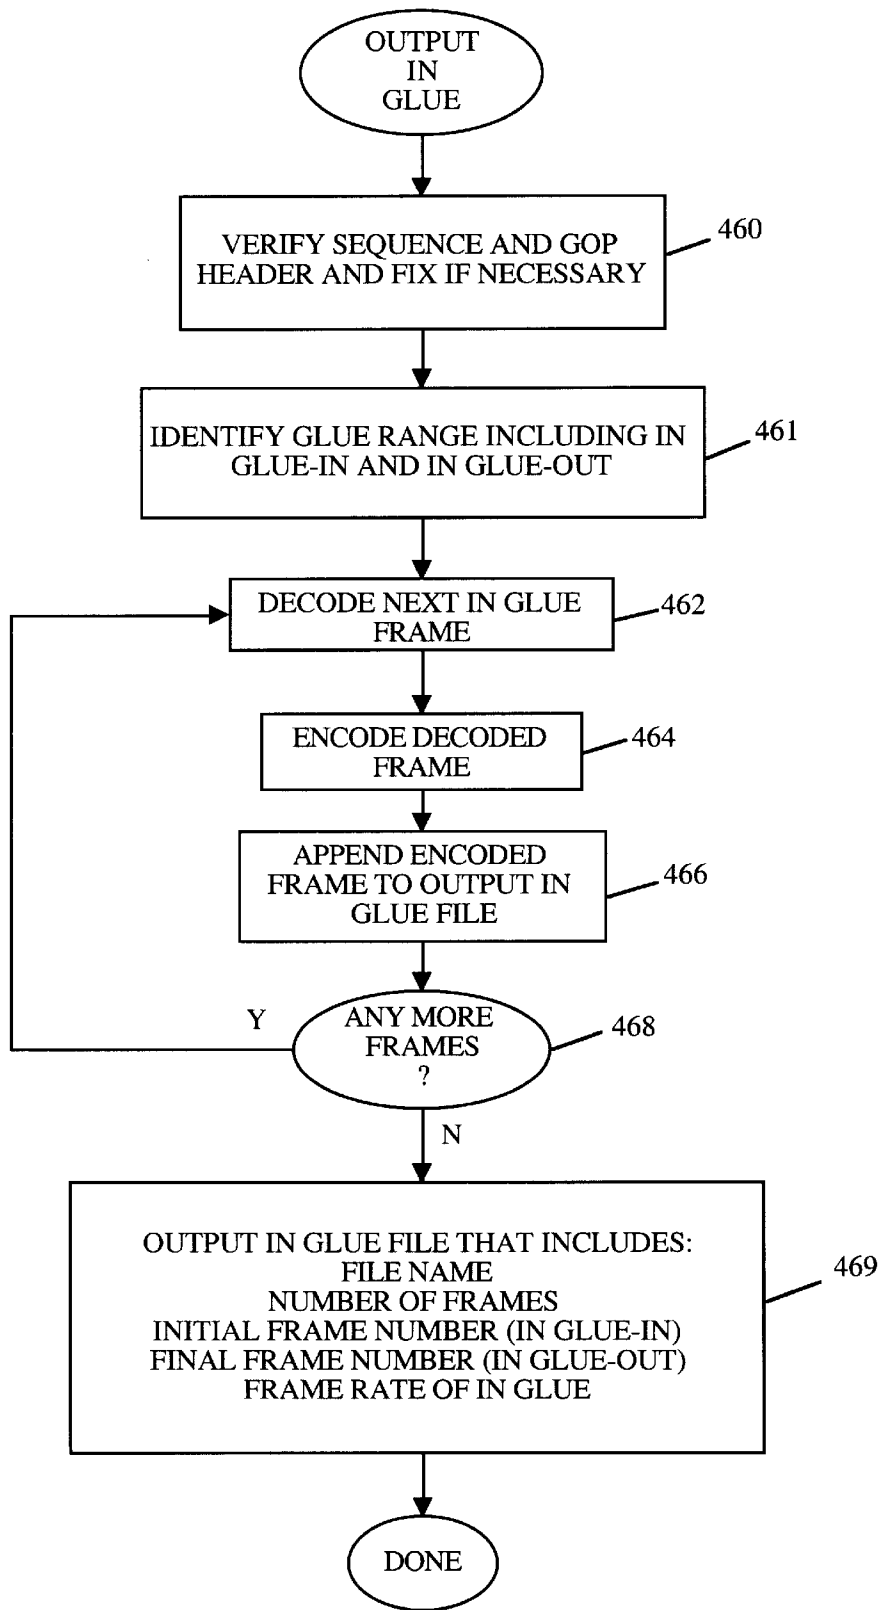 OUTPUT
IN
GLUE
VERIFY SEQUENCE AND GOP
HEADER AND FIX IF NECESSARY
460
IDENTIFY GLUE RANGE INCLUDING IN
GLUE-IN AND IN GLUE-OUT
461
DECODE NEXT IN GLUE
FRAME
462
ENCODE DECODED
FRAME
464
APPEND ENCODED
FRAME TO OUTPUT IN
GLUE FILE
466
Y
ANY MORE
FRAMES
?
468
N
OUTPUT IN GLUE FILE THAT INCLUDES:
FILE NAME
NUMBER OF FRAMES
INITIAL FRAME NUMBER (IN GLUE-IN)
FINAL FRAME NUMBER (IN GLUE-OUT)
FRAME RATE OF IN GLUE
469
DONE